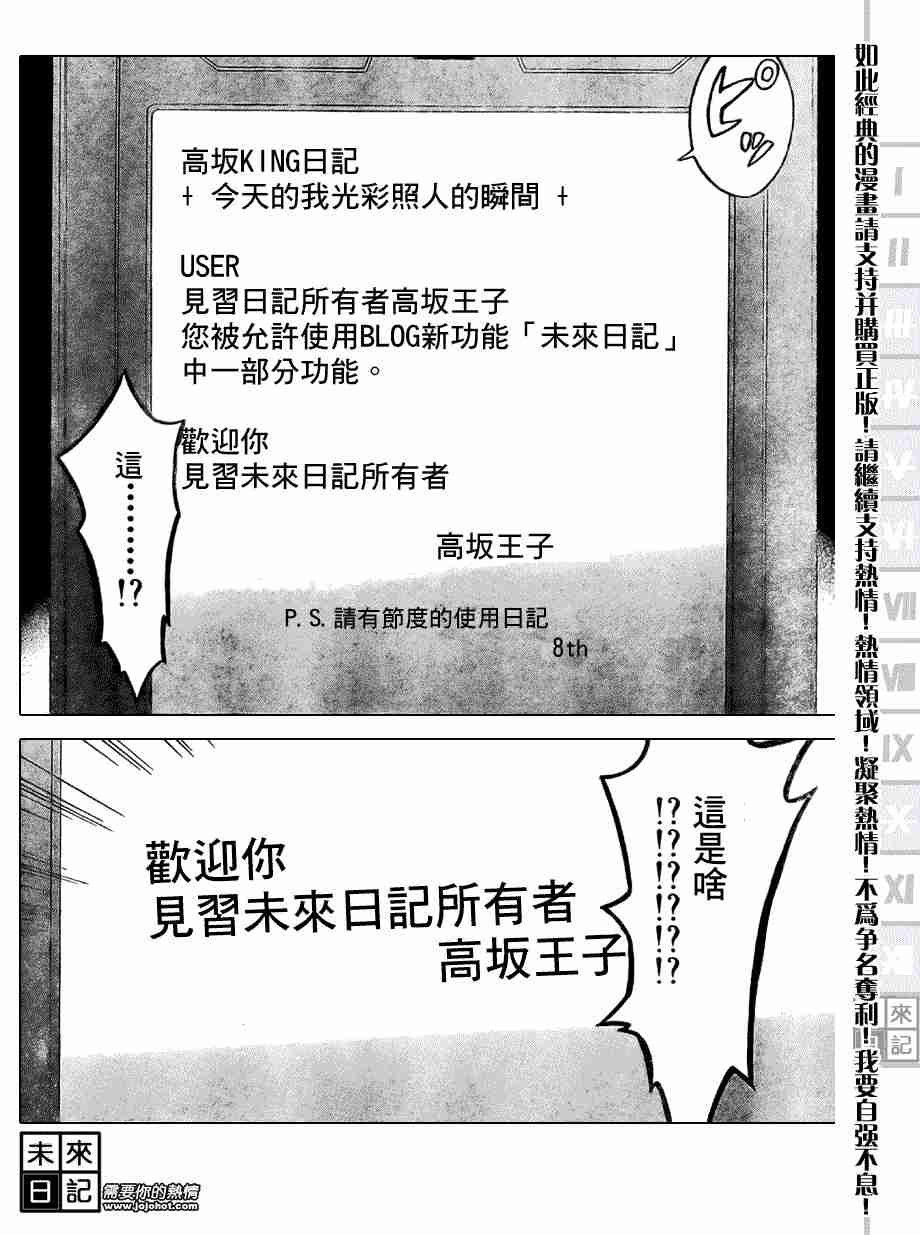 ピッ
高坂KING日記
† 今天的我光彩照人的瞬間 †
USER
見習日記所有者高坂王子
您被允許使用BLOG新功能「未來日記」
中一部分功能。
歡迎你
見習未來日記所有者
高坂王子
P.S.請有節度的使用日記
8th
這………!?
這是啥
!?!?!?!?!?!?
歡迎你
見習未來日記所有者
高坂王子
如此經典的漫畫請支持并購買正版！請繼續支持熱情！熱情領域！凝聚熱情！不爲争名奪利！我要自强不息！
I
II
III
IV
V
VI
VII
VIII
IX
X
XI
來
記
未來
日記
需要你的熱情
www.jojohot.com